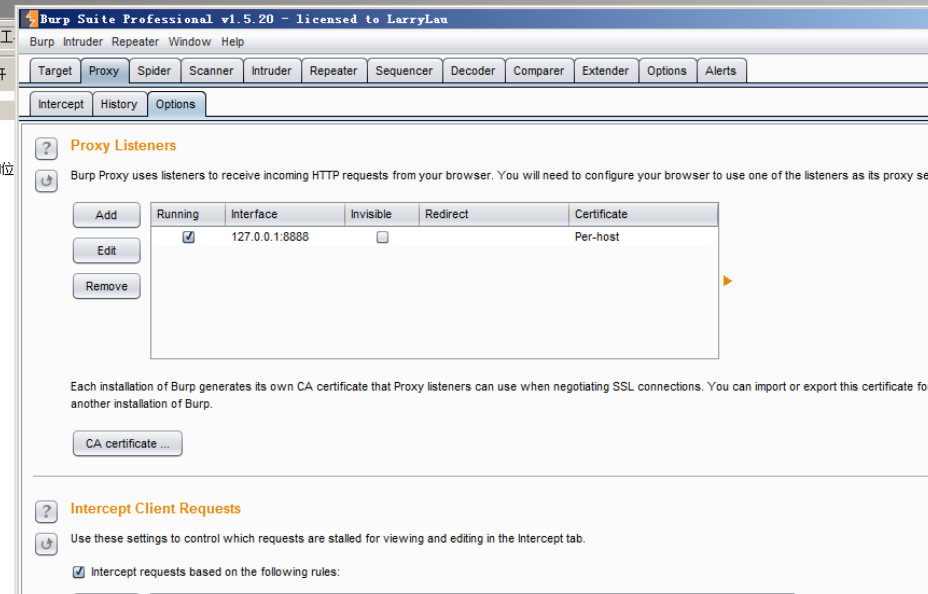 Burp Suite Professional v1.5.20 - licensed to LarryLau
Burp Intruder Repeater Window Help
Target Proxy Spider Scanner Intruder Repeater Sequencer Decoder Comparer Extender Options Alerts
Intercept History Options
? Proxy Listeners
Burp Proxy uses listeners to receive incoming HTTP requests from your browser. You will need to configure your browser to use one of the listeners as its proxy se
Add
Edit
Remove
Running Interface Invisible Redirect Certificate
127.0.0.1:8888 Per-host
Each installation of Burp generates its own CA certificate that Proxy listeners can use when negotiating SSL connections. You can import or export this certificate fo
another installation of Burp.
CA certificate ...
? Intercept Client Requests
Use these settings to control which requests are stalled for viewing and editing in the Intercept tab.
Intercept requests based on the following rules: